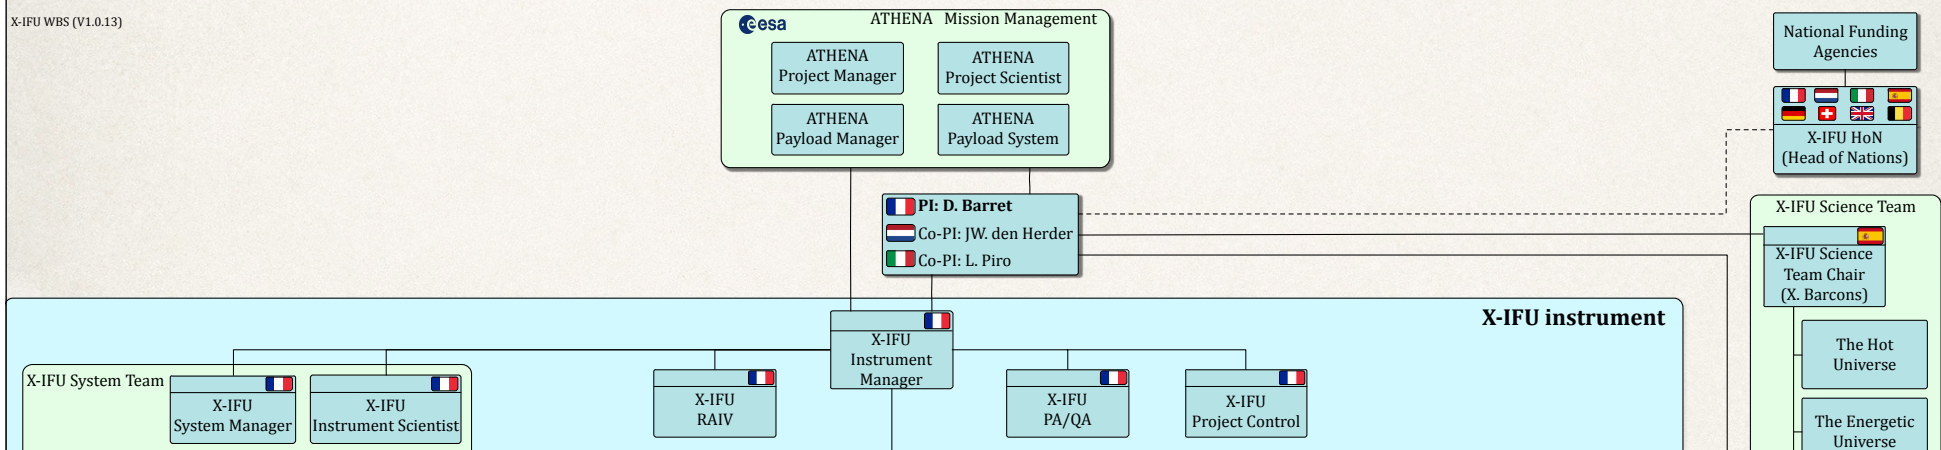 X-IFU WBS (V1.0.13)
esa
ATHENA Mission Management
ATHENA
Project Manager
ATHENA
Project Scientist
ATHENA
Payload Manager
ATHENA
Payload System
National Funding
Agencies
X-IFU HoN
(Head of Nations)
PI: D. Barret
Co-PI: JW. den Herder
Co-PI: L. Piro
X-IFU Science Team
X-IFU Science
Team Chair
(X. Barcons)
The Hot
Universe
The Energetic
Universe
X-IFU instrument
X-IFU
Instrument
Manager
X-IFU System Team
X-IFU
System Manager
X-IFU
Instrument Scientist
X-IFU
RAIV
X-IFU
PA/QA
X-IFU
Project Control